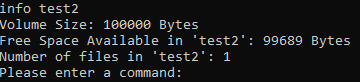 info test2
Volume Size: 100000 Bytes
Free Space Available in 'test2': 99689 Bytes
Number of files in 'test2': 1
Please enter a command: